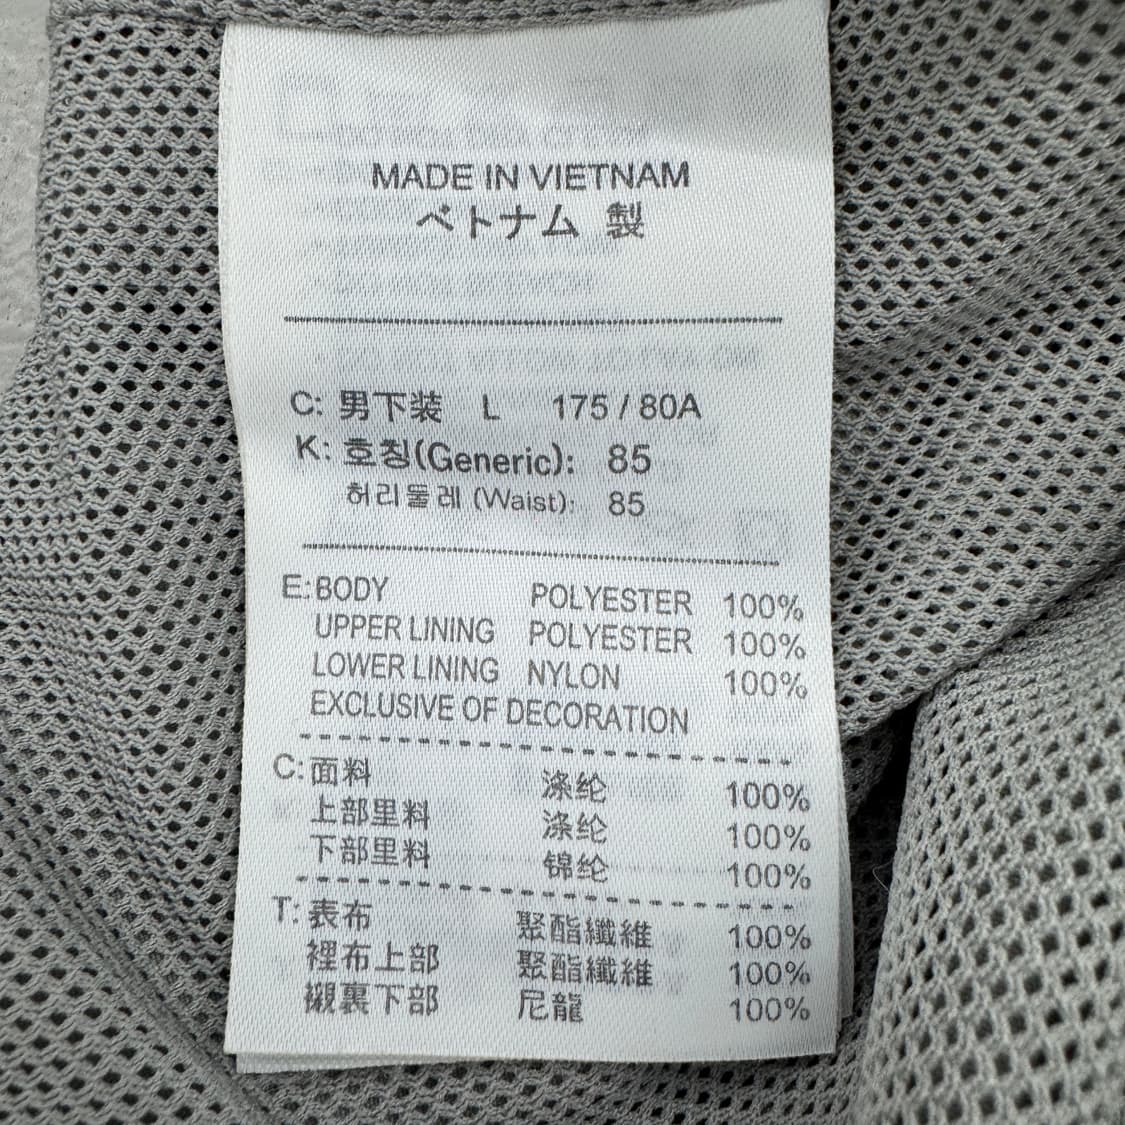 MADE IN VIETNAM
ベトナム 製
C: 男下装 L 175 / 80A
K: 호칭(Generic): 85
허리둘레 (Waist): 85
E: BODY POLYESTER 100%
UPPER LINING POLYESTER 100%
LOWER LINING NYLON 100%
EXCLUSIVE OF DECORATION
C: 面料 涤纶 100%
上部里料 涤纶 100%
下部里料 锦纶 100%
T: 表布 聚酯纖維 100%
裡布上部 聚酯纖維 100%
襯裏下部 尼龍 100%